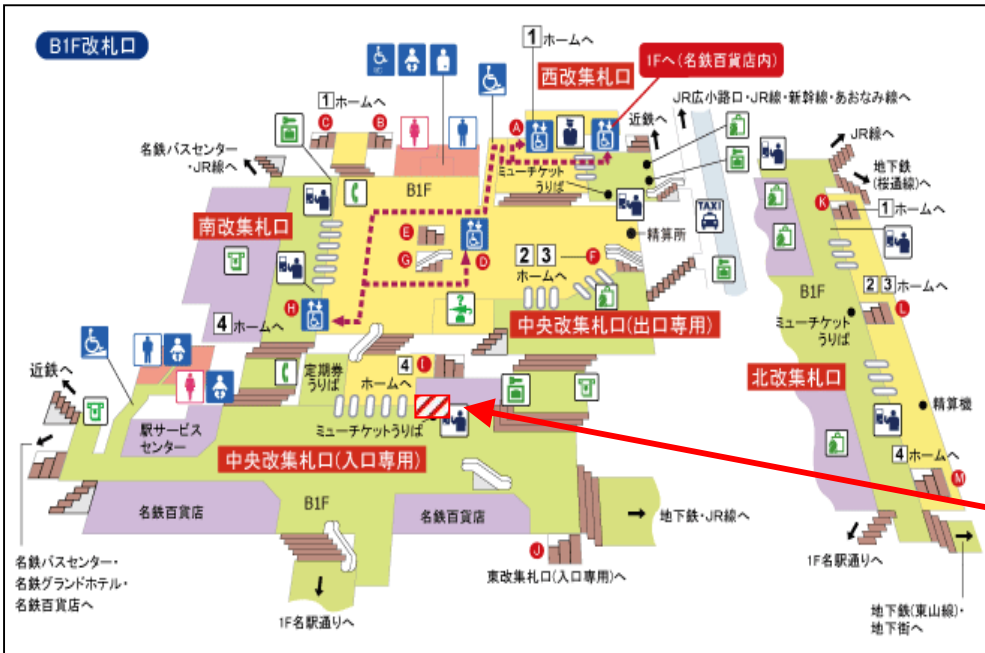 B1F改札口
1ホームへ
西改集札口
1Fへ(名鉄百貨店内)
JR広小路口・JR線・新幹線・あおなみ線へ
1ホームへ
C
B
A
近鉄へ
JR線へ
名鉄バスセンター
・JR線へ
地下鉄
(桜通線)へ
ミューチケット
うりば
B1F
K
1ホームへ
TAXI
南改集札口
E
精算所
G
D
2 3
ホームへ
F
B1F
2 3ホームへ
L
H
ミューチケット
うりば
4ホームへ
中央改集札口(出口専用)
北改集札口
近鉄へ
定期券
うりば
4
ホームへ
I
精算機
駅サービス
センター
ミューチケットうりば
中央改集札口(入口専用)
4ホームへ
M
B1F
名鉄百貨店
名鉄百貨店
地下鉄・JR線へ
J
東改集札口(入口専用)へ
1F名駅通りへ
名鉄バスセンター・
名鉄グランドホテル・
名鉄百貨店へ
1F名駅通りへ
地下鉄(東山線)・
地下街へ